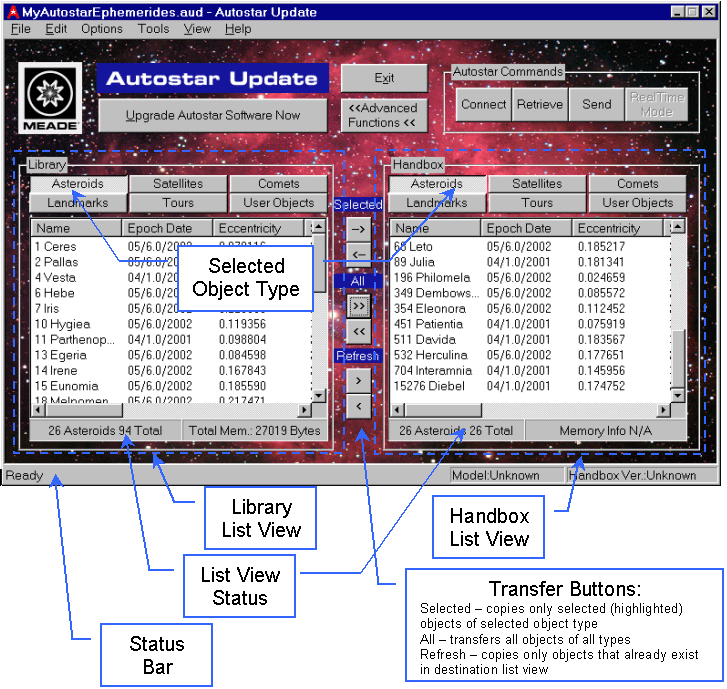 MyAutostarEphemerides.aud - Autostar Update
File Edit Options Tools View Help
MEADE
Autostar Update
Upgrade Autostar Software Now
Exit
<<Advanced
Functions <<
Autostar Commands
Connect Retrieve Send RealTime
Mode
Library
Asteroids Satellites Comets
Landmarks Tours User Objects
Name Epoch Date Eccentricity
1 Ceres 05/6.0/2002
2 Pallas 05/6.0/2002
4 Vesta 04/1.0/
6 Hebe 05/6.0/2002
7 Iris 05/6.0/2002
10 Hygiea 05/6.0/2002 0.119356
11 Parthenop... 04/1.0/2001 0.098804
13 Egeria 05/6.0/2002 0.084598
14 Irene 05/6.0/2002 0.167843
15 Eunomia 05/6.0/2002 0.185590
18 Melpomen 05/6.0/2002 0.217471
26 Asteroids 94 Total Total Mem.: 27019 Bytes
Selected
-->
<--
All
>>
<<
Refresh
>
<
Handbox
Asteroids Satellites Comets
Landmarks Tours User Objects
Name Epoch Date Eccentricity
68 Leto 05/6.0/2002 0.185217
89 Julia 04/1.0/2001 0.181341
196 Philomela 05/6.0/2002 0.024659
349 Dembows... 05/6.0/2002 0.085572
354 Eleonora 05/6.0/2002 0.112452
451 Patientia 04/1.0/2001 0.075919
511 Davida 04/1.0/2001 0.183567
532 Herculina 05/6.0/2002 0.177651
704 Interamnia 04/1.0/2001 0.145956
15276 Diebel 04/1.0/2001 0.174752
26 Asteroids 26 Total Memory Info N/A
Selected
Object Type
Ready Model:Unknown Handbox Ver.:Unknown
Library
List View
Handbox
List View
List View
Status
Status
Bar
Transfer Buttons:
Selected – copies only selected (highlighted)
objects of selected object type
All – transfers all objects of all types
Refresh – copies only objects that already exist
in destination list view